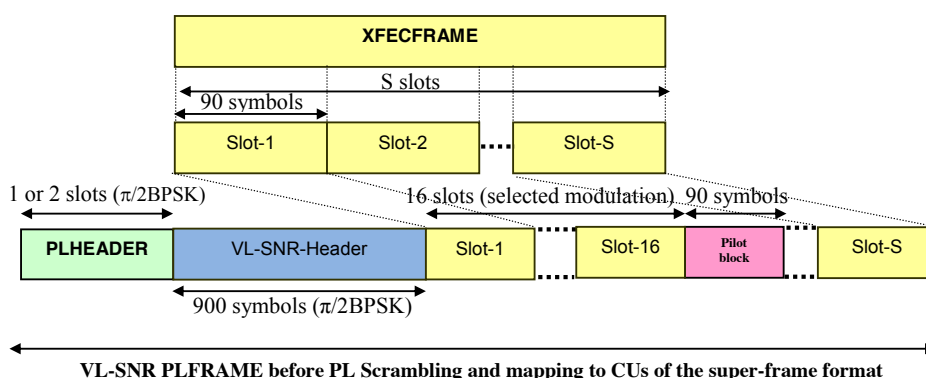 XFECFRAME
S slots
90 symbols
Slot-1 Slot-2 Slot-S
1 or 2 slots (π/2BPSK) 16 slots (selected modulation) 90 symbols
PLHEADER VL-SNR-Header Slot-1 Slot-16 Pilot block Slot-S
900 symbols (π/2BPSK)
VL-SNR PLFRAME before PL Scrambling and mapping to CUs of the super-frame format